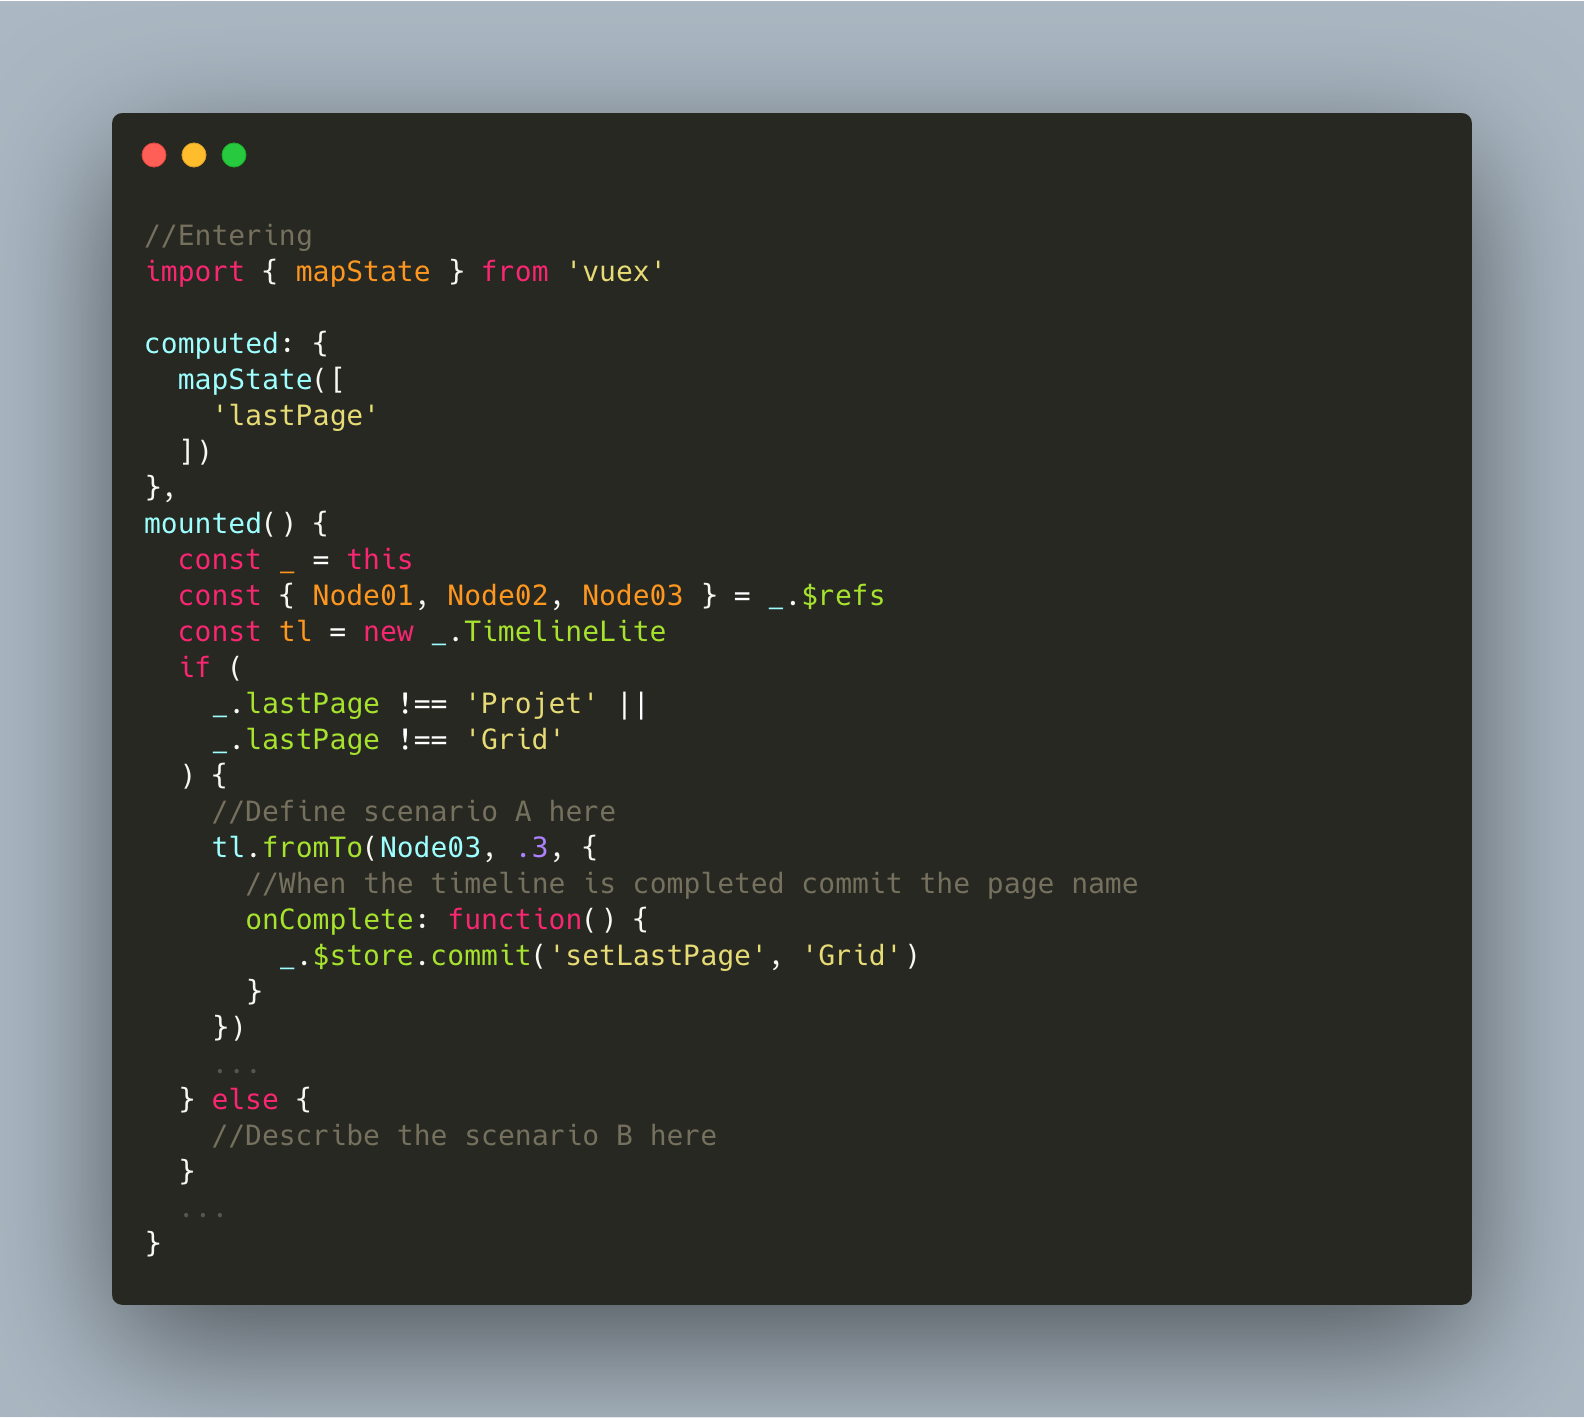 //Entering
import { mapState } from 'vuex'

computed: {
  mapState([
    'lastPage'
  ])
},
mounted() {
  const _ = this
  const { Node01, Node02, Node03 } = _.$refs
  const tl = new _.TimelineLite
  if (
    _.lastPage !== 'Projet' ||
    _.lastPage !== 'Grid'
  ) {
    //Define scenario A here
    tl.fromTo(Node03, .3, {
      //When the timeline is completed commit the page name
      onComplete: function() {
        _.$store.commit('setLastPage', 'Grid')
      }
    })
    ...
  } else {
    //Describe the scenario B here
  }
  ...
}